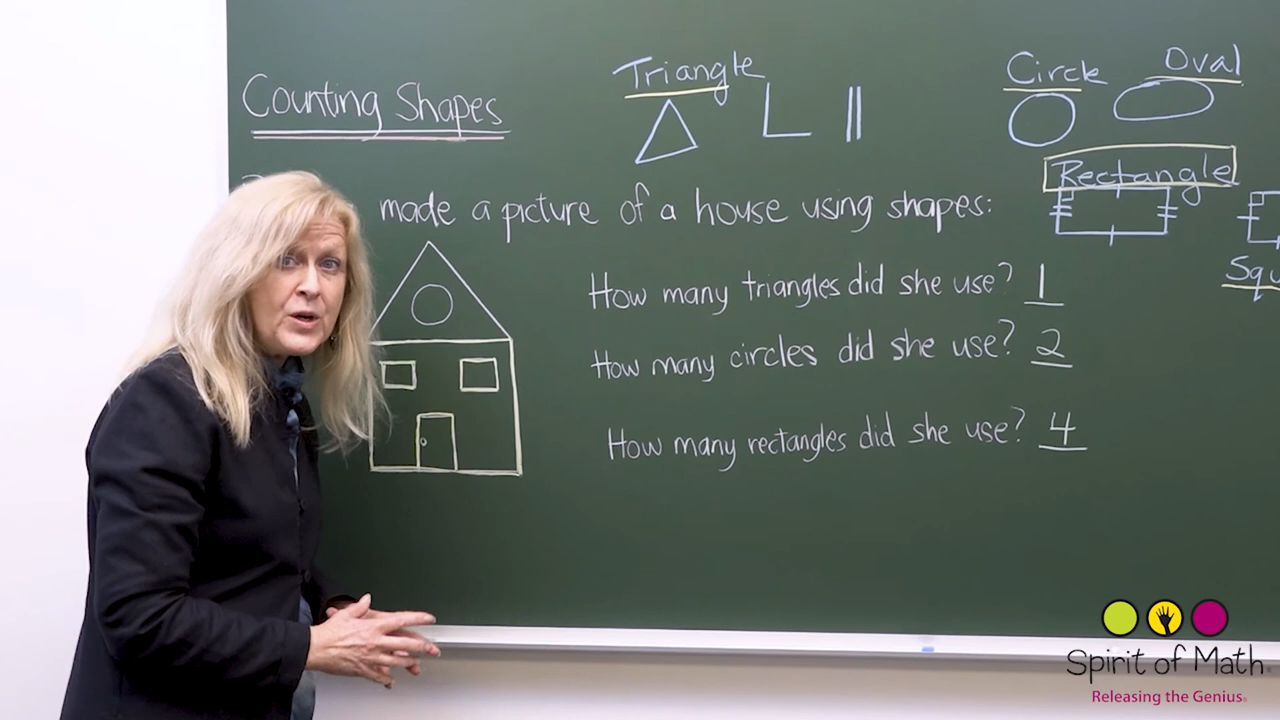 Counting Shapes
Triangle
Circle
Oval
Rectangle
made a picture of a house using shapes:
How many triangles did she use? 1
Squ
How many circles did she use? 2
How many rectangles did she use? 4
Spirit of Math
Releasing the Genius